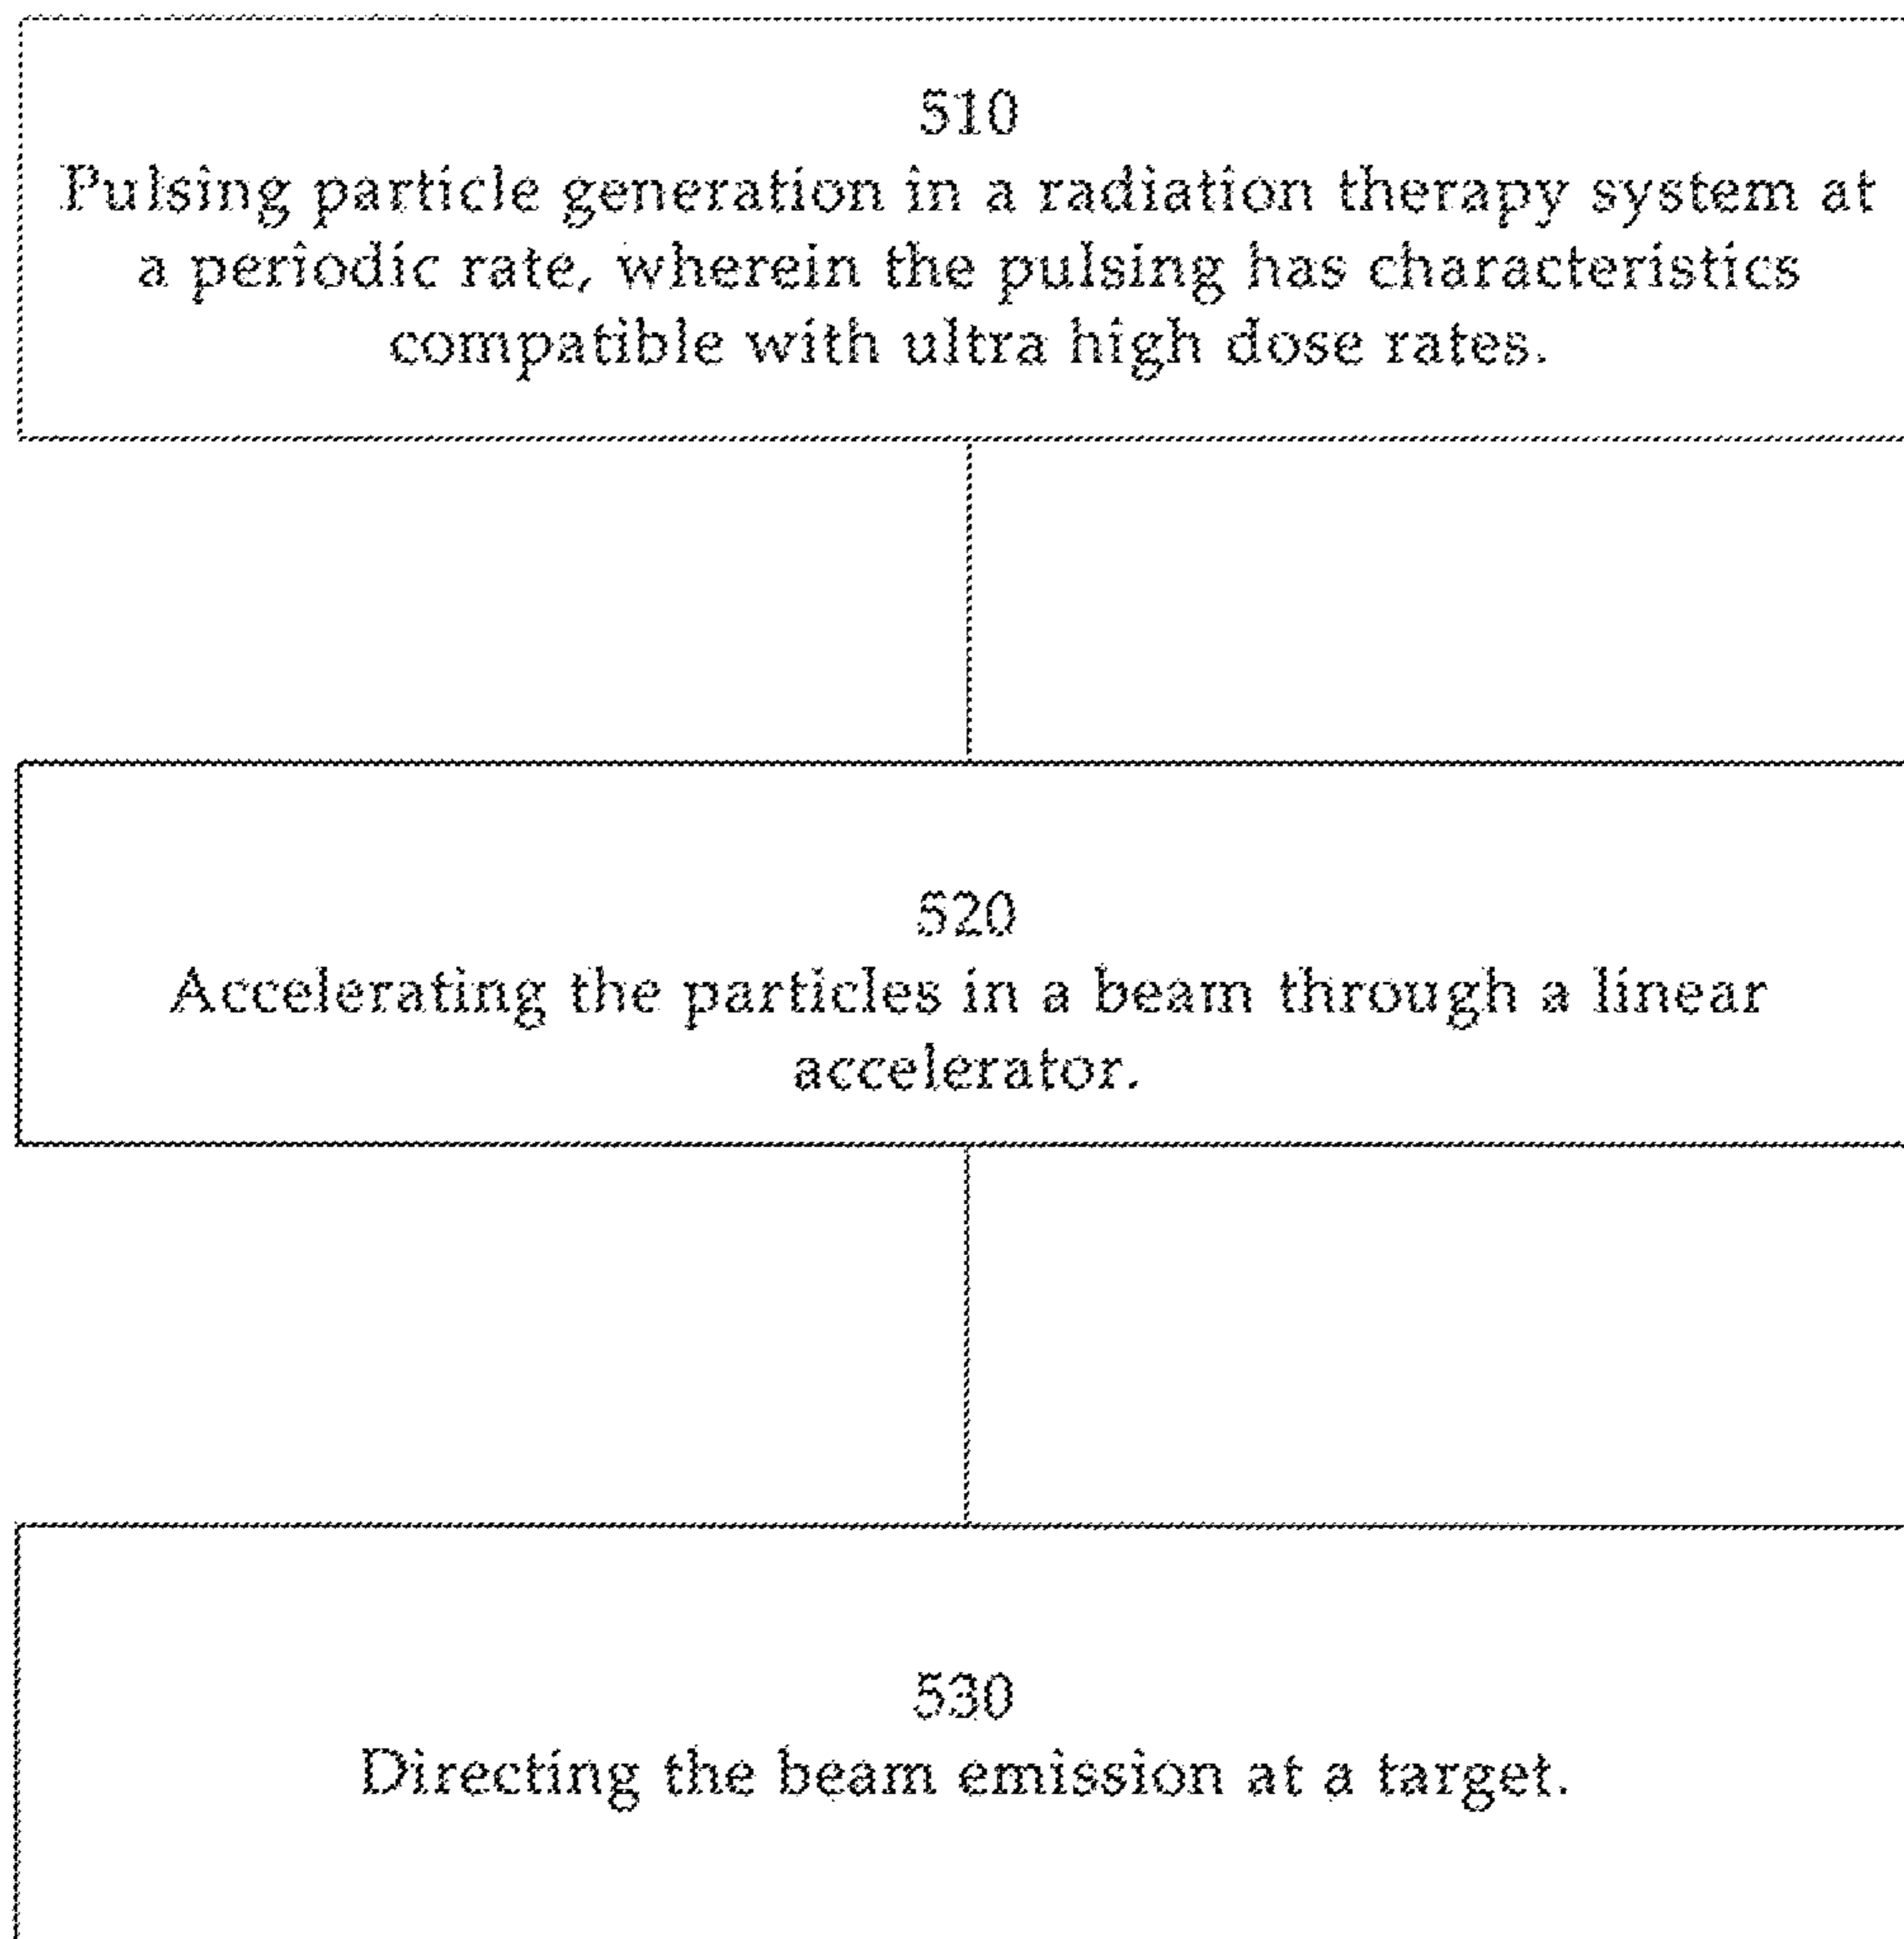 510
Pulsing particle generation in a radiation therapy system at
a periodic rate, wherein the pulsing has characteristics
compatible with ultra high dose rates.
520
Accelerating the particles in a beam through a linear
accelerator.
530
Directing the beam emission at a target.